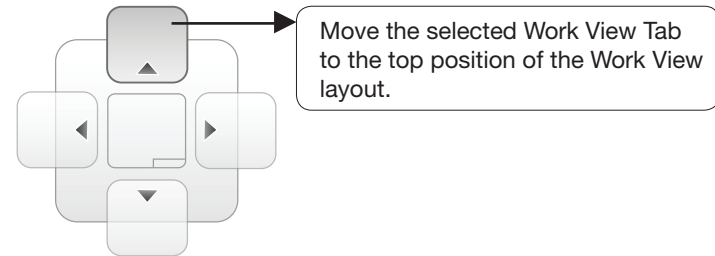 Move the selected Work View Tab
to the top position of the Work View
layout.